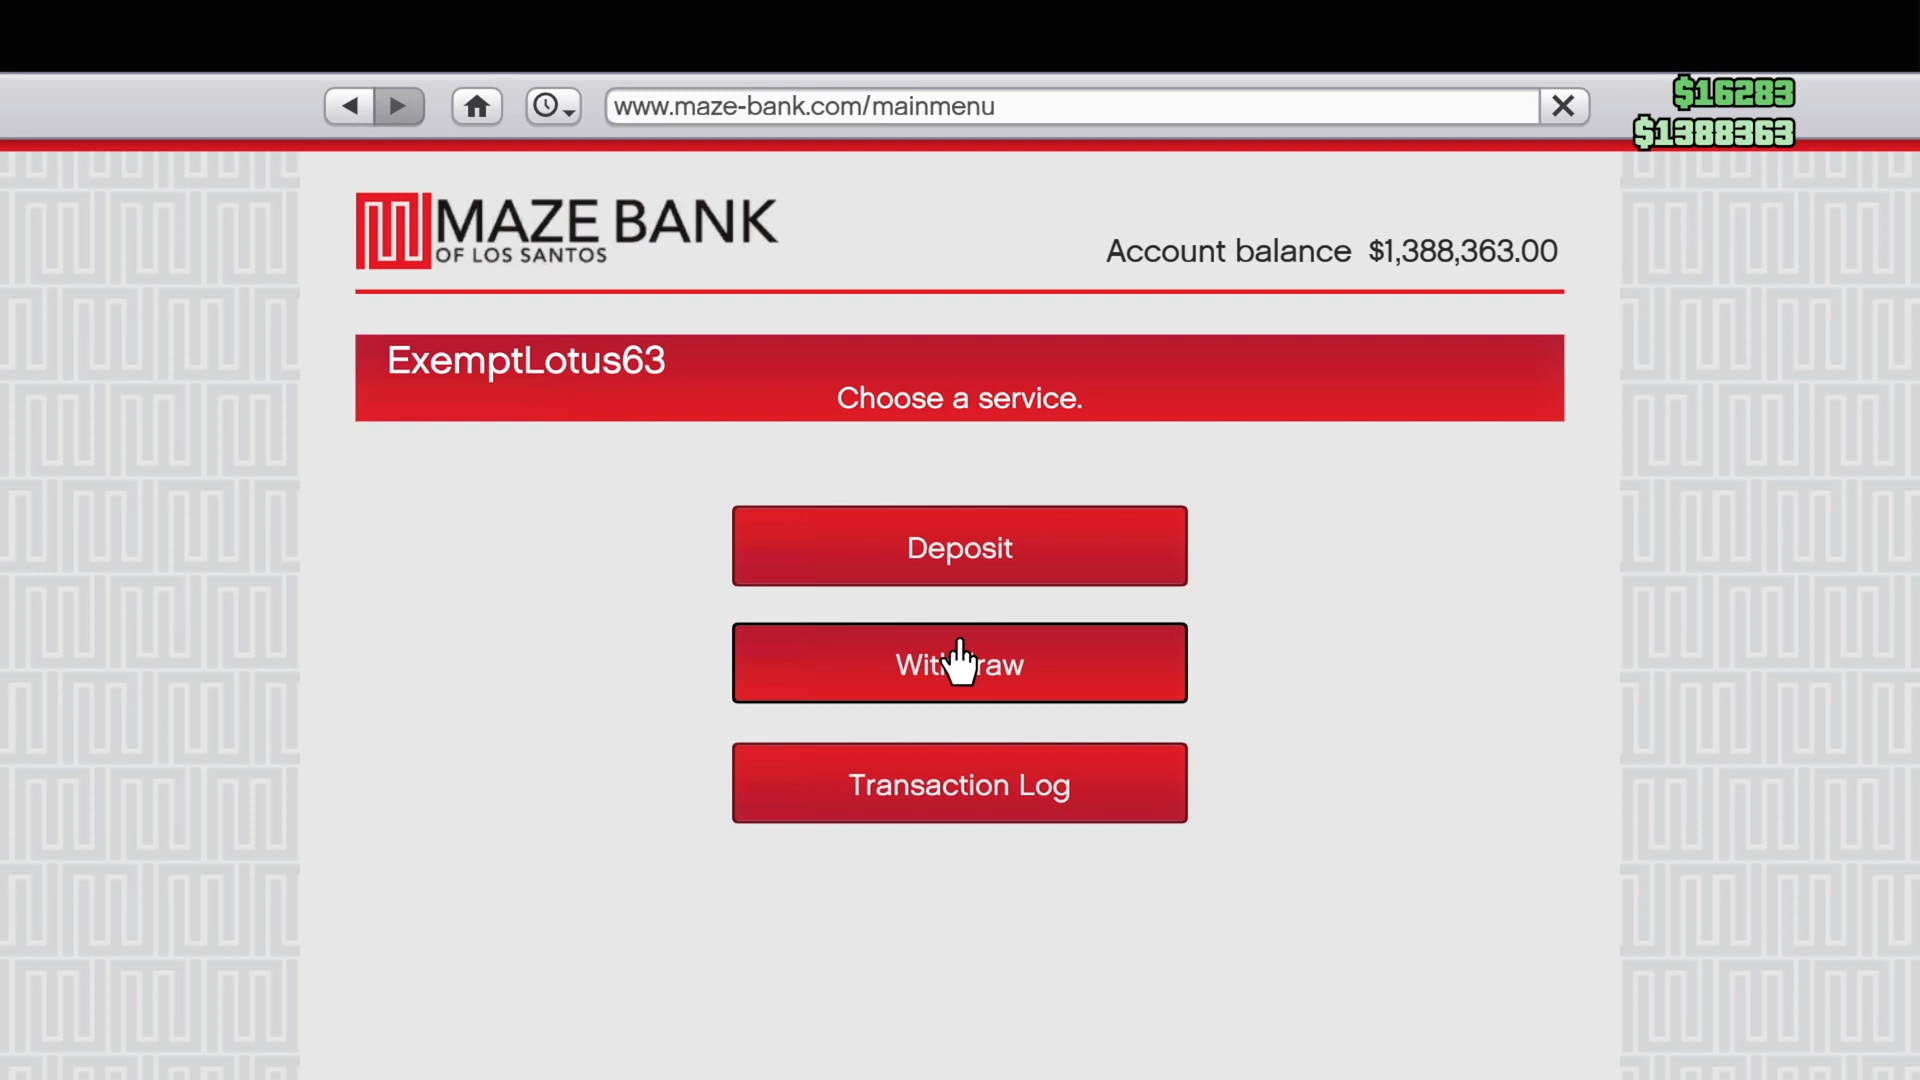 www.maze-bank.com/mainmenu
$16283
$1388363
MAZE BANK
OF LOS SANTOS
Account balance $1,388,363.00
ExemptLotus63
Choose a service.
Deposit
Withdraw
Transaction Log